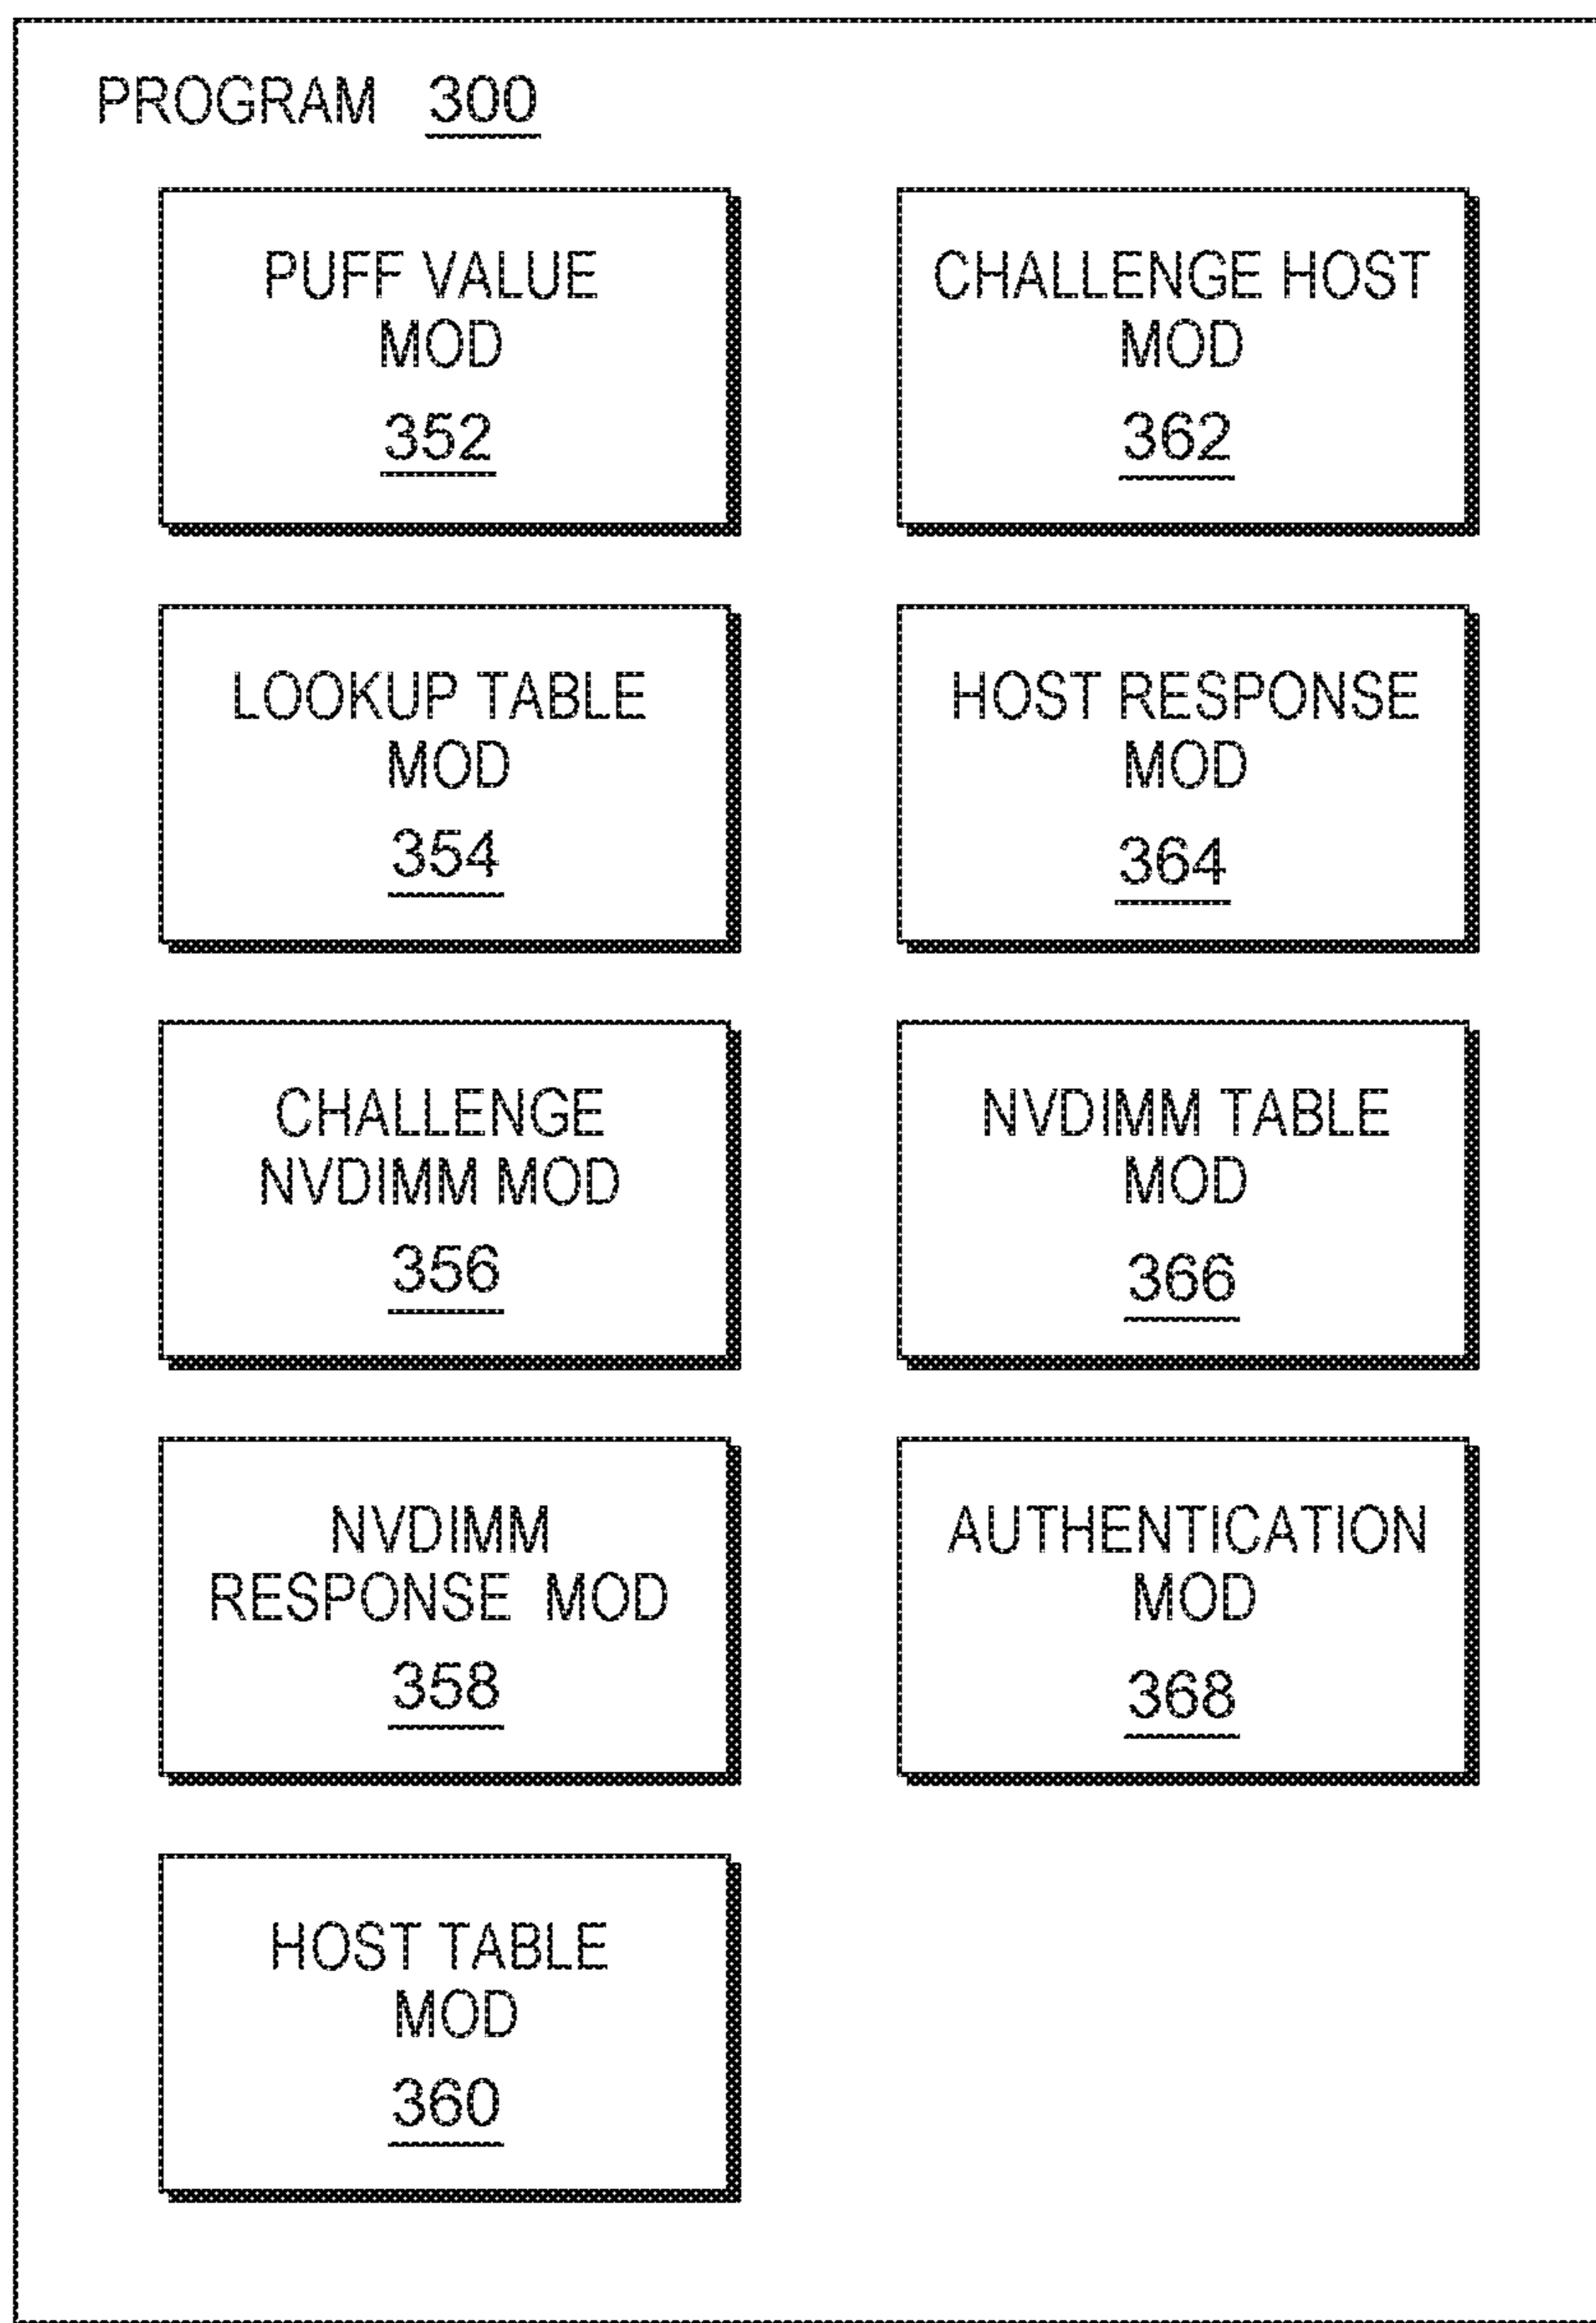 PROGRAM 300
PUFF VALUE
MOD
352
LOOKUP TABLE
MOD
354
CHALLENGE
NVDIMM MOD
356
NVDIMM
RESPONSE MOD
358
HOST TABLE
MOD
360
CHALLENGE HOST
MOD
362
HOST RESPONSE
MOD
364
NVDIMM TABLE
MOD
366
AUTHENTICATION
MOD
368